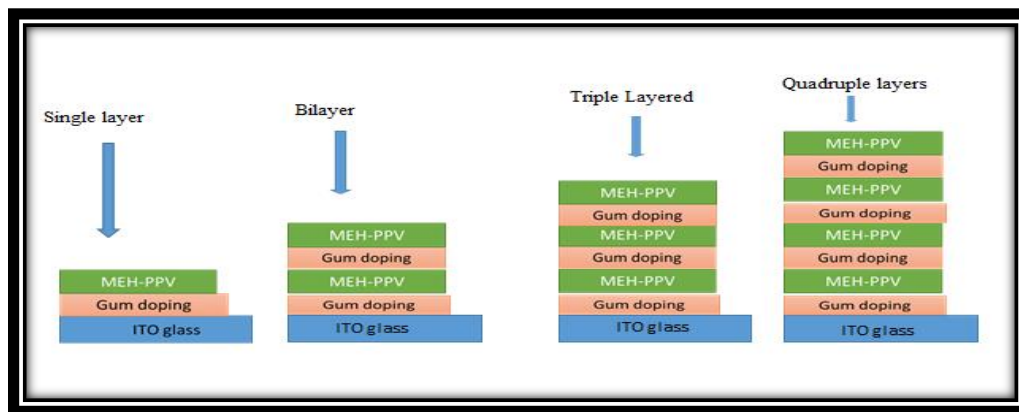 Single layer
MEH-PPV
Gum doping
ITO glass
Bilayer
MEH-PPV
Gum doping
MEH-PPV
Gum doping
ITO glass
Triple Layered
MEH-PPV
Gum doping
MEH-PPV
Gum doping
MEH-PPV
Gum doping
ITO glass
Quadruple layers
MEH-PPV
Gum doping
MEH-PPV
Gum doping
MEH-PPV
Gum doping
MEH-PPV
Gum doping
ITO glass